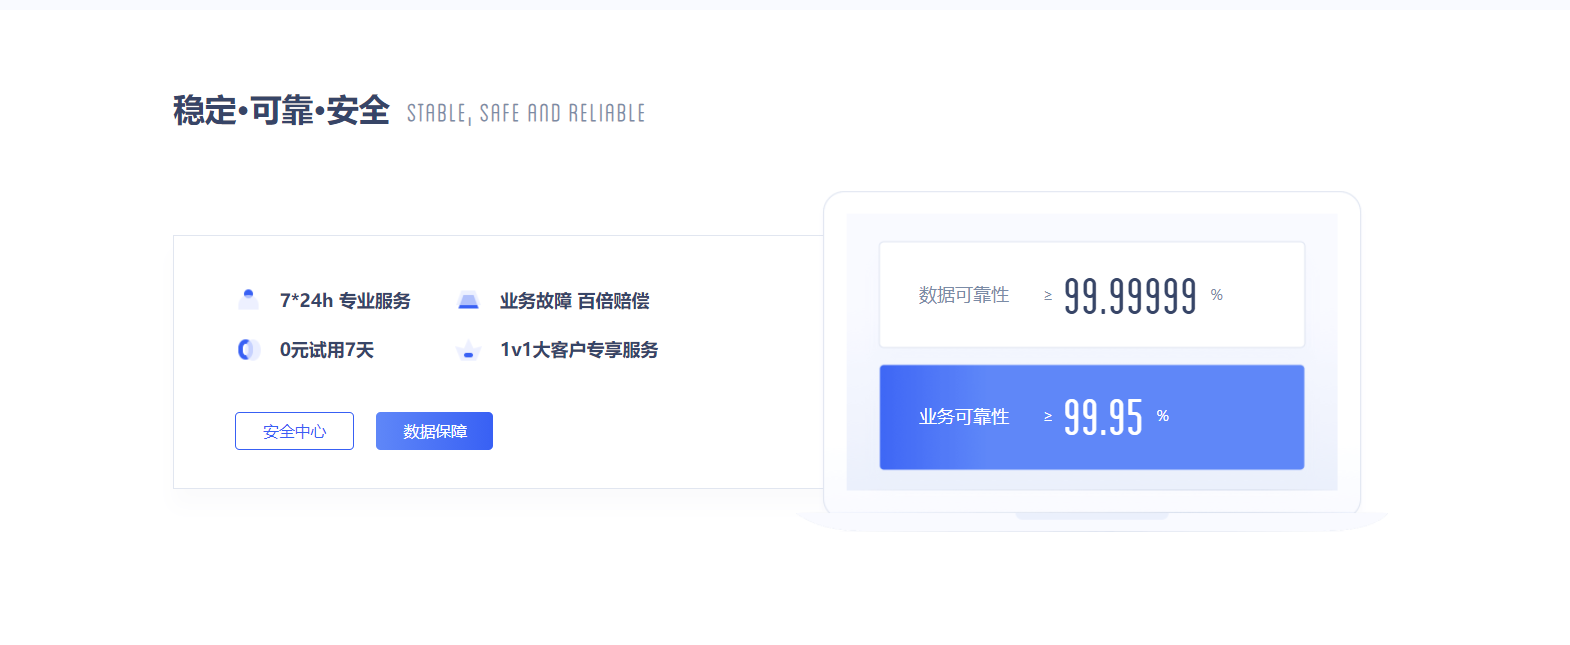 稳定·可靠·安全 STABLE, SAFE AND RELIABLE
7*24h 专业服务 业务故障 百倍赔偿
0元试用7天 1v1大客户专享服务
安全中心 数据保障
数据可靠性 ≥ 99.99999 %
业务可靠性 ≥ 99.95 %